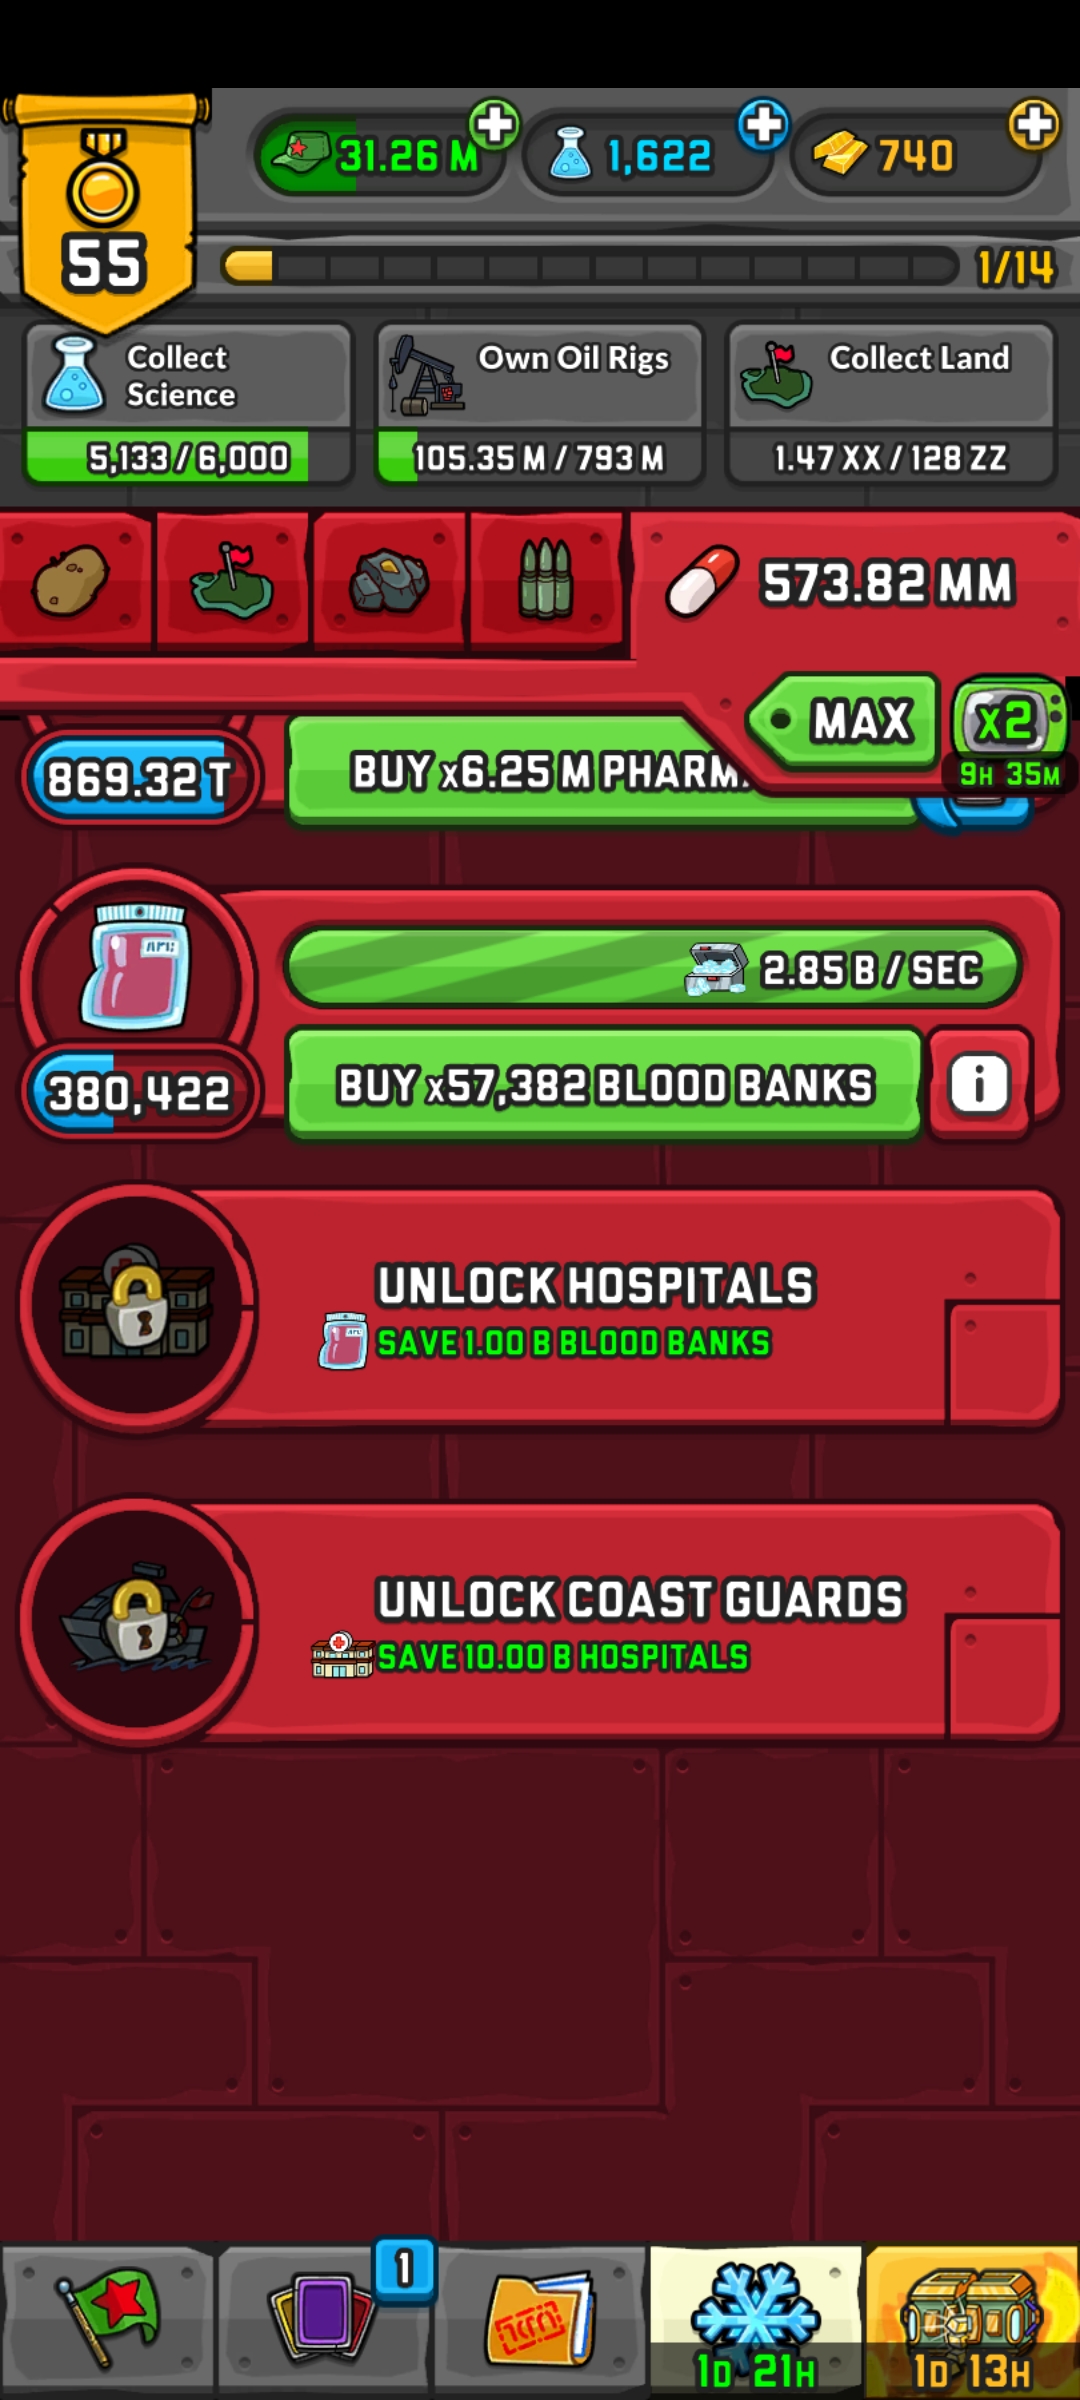 31.26 M
1,622
740
55
1/14
Collect
Science
5,133 / 6,000
Own Oil Rigs
105.35 M / 793 M
Collect Land
1.47 XX / 128 ZZ
573.82 MM
MAX
x2
9H 35M
869.32 T
BUY x6.25 M PHARM
2.85 B / SEC
380,422
BUY x57,382 BLOOD BANKS
i
UNLOCK HOSPITALS
SAVE 1.00 B BLOOD BANKS
UNLOCK COAST GUARDS
SAVE 10.00 B HOSPITALS
1
1D 21H
1D 13H